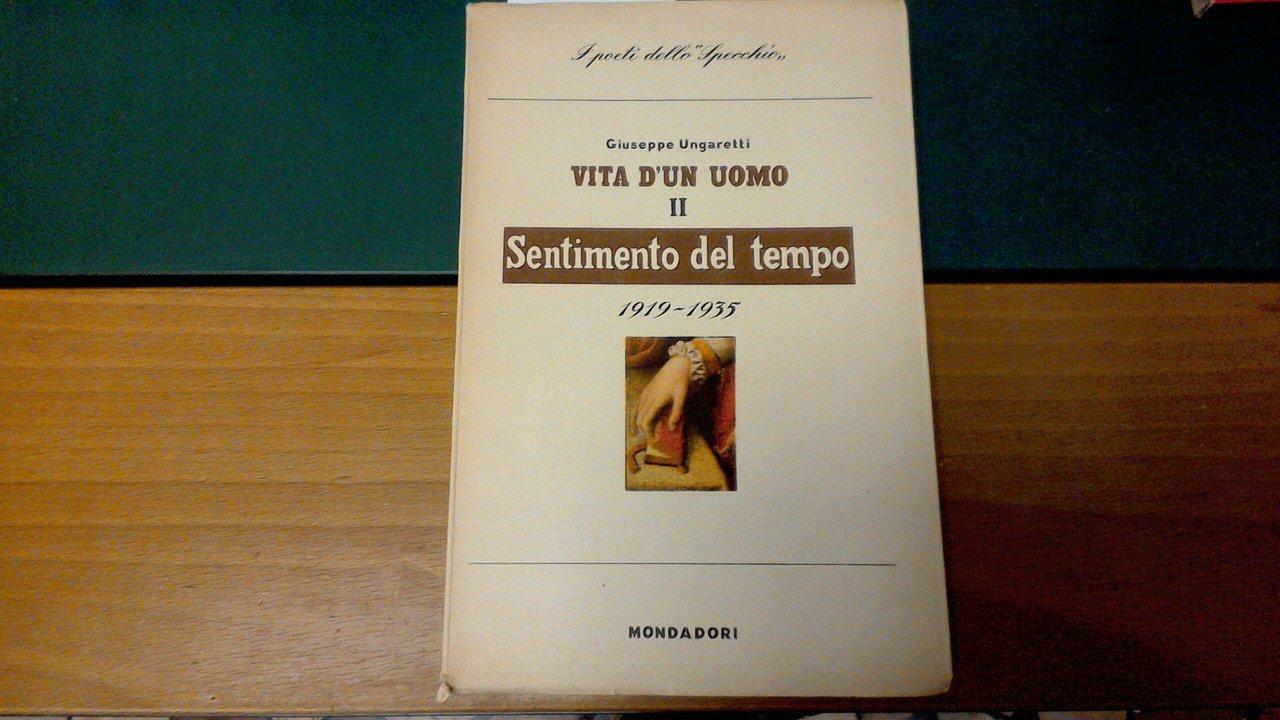 I poeti dello "Specchio„
Giuseppe Ungaretti
VITA D'UN UOMO
II
Sentimento del tempo
1919-1935
MONDADORI